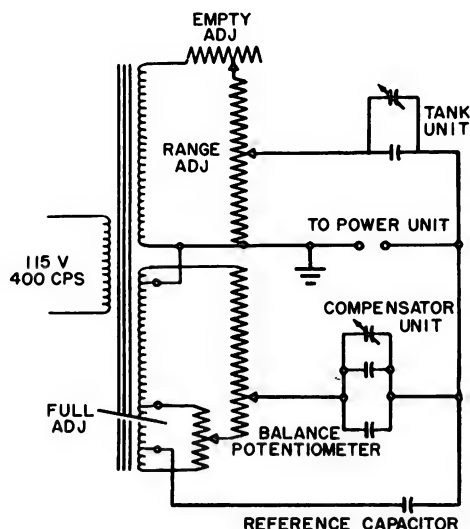 EMPTY
ADJ
TANK
UNIT
RANGE
ADJ
TO POWER UNIT
115 V
400 CPS
COMPENSATOR
UNIT
FULL
ADJ
BALANCE
POTENTIOMETER
REFERENCE CAPACITOR